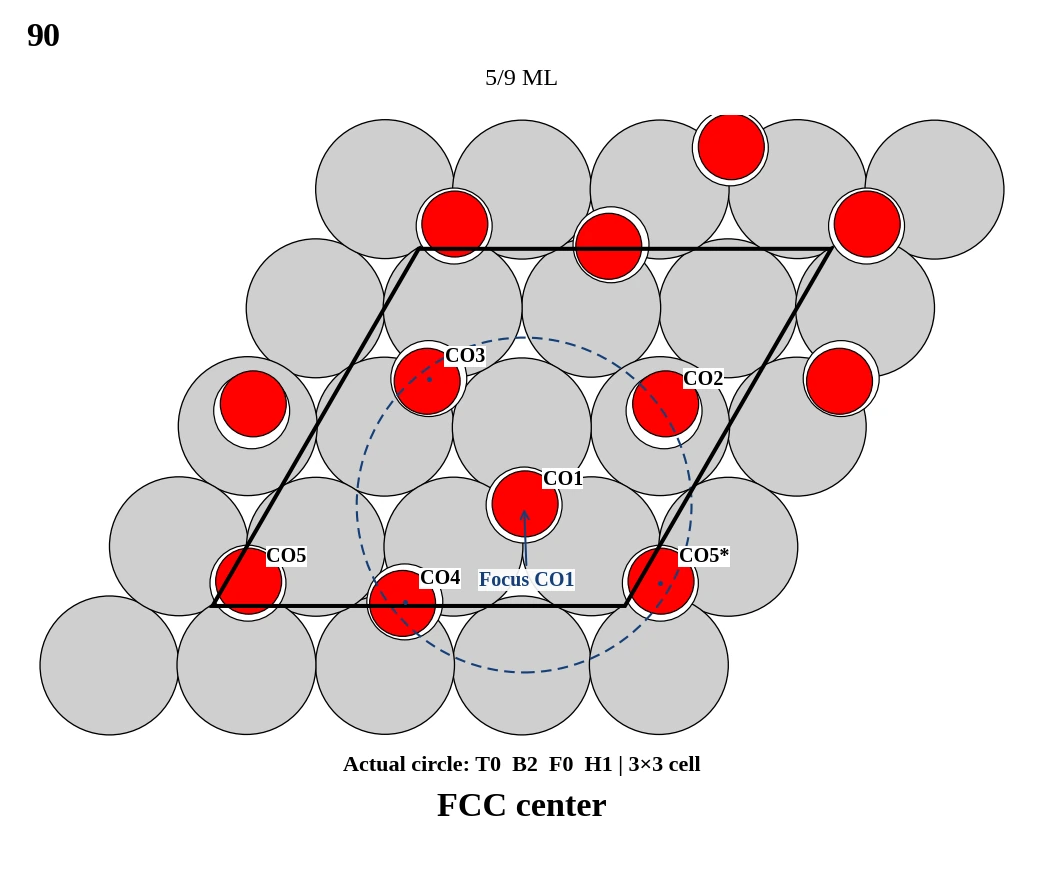 90
5/9 ML
CO3
CO2
CO1
CO5
CO4
Focus CO1
CO5*
Actual circle: T0 B2 F0 H1 | 3×3 cell
FCC center